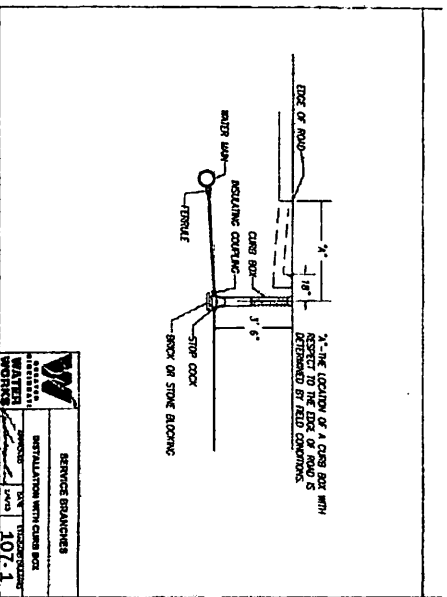 "A"-THE LOCATION OF A CURB BOX WITH
RESPECT TO THE EDGE OF ROAD IS
DETERMINED BY FIELD CONDITIONS.
EDGE OF ROAD
"A"
18"
CURB BOX
3' 6"
INSULATING COUPLING
WATER MAIN
FERRULE
STOP COCK
BRICK OR STONE BLOCKING
SERVICE BRANCHES
INSTALLATION WITH CURB BOX
WATER
WORKS
107-1